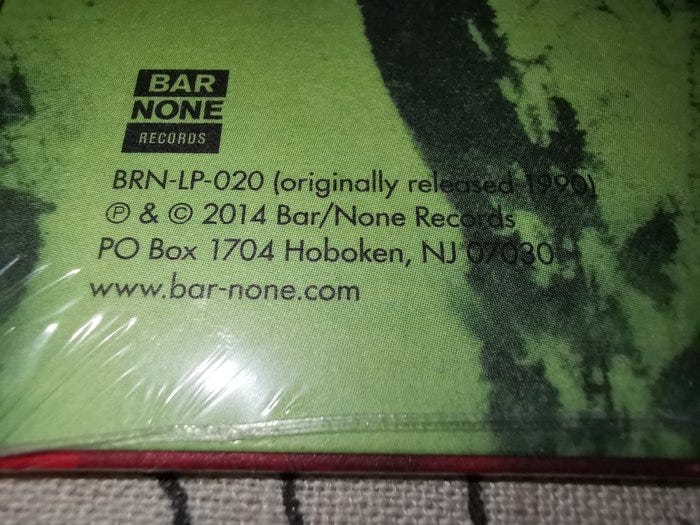 BAR
NONE
RECORDS
BRN-LP-020 (originally released 1990)
℗ & © 2014 Bar/None Records
PO Box 1704 Hoboken, NJ 07030
www.bar-none.com